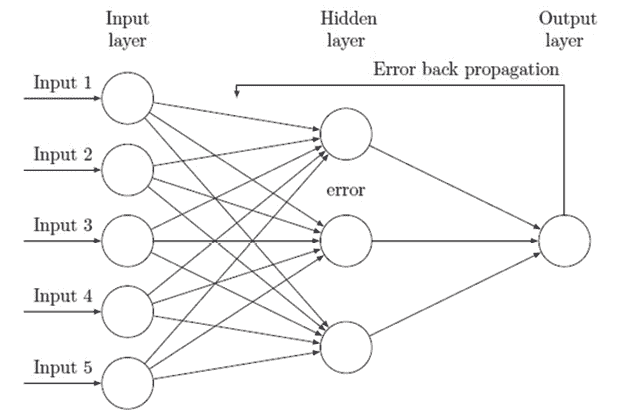 Input
layer
Hidden
layer
Output
layer
Error back propagation
Input 1
Input 2
error
Input 3
Input 4
Input 5